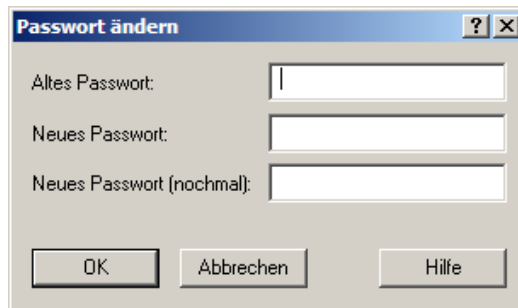 Passwort ändern
Altes Passwort:
Neues Passwort:
Neues Passwort (nochmal):
OK Abbrechen Hilfe